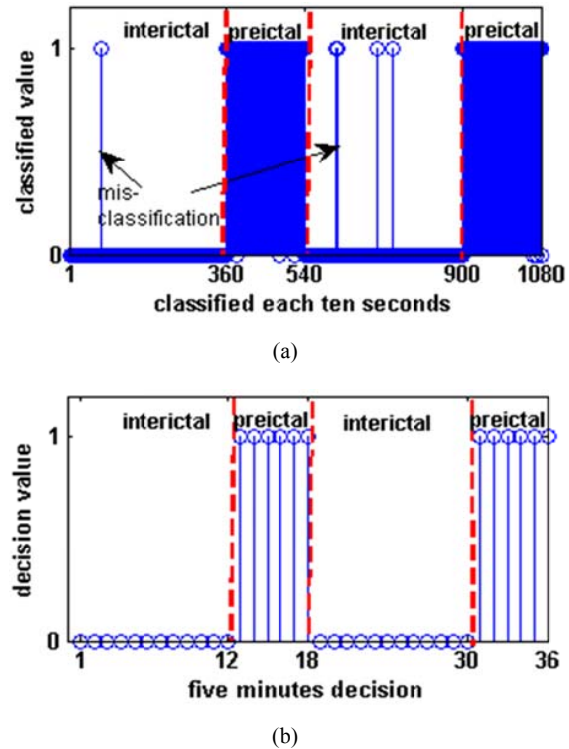 interictal preictal interictal preictal
1
classified value
mis-
classification
0
1 360 540 900 1080
classified each ten seconds
(a)
interictal preictal interictal preictal
1
decision value
0
1 12 18 30 36
five minutes decision
(b)